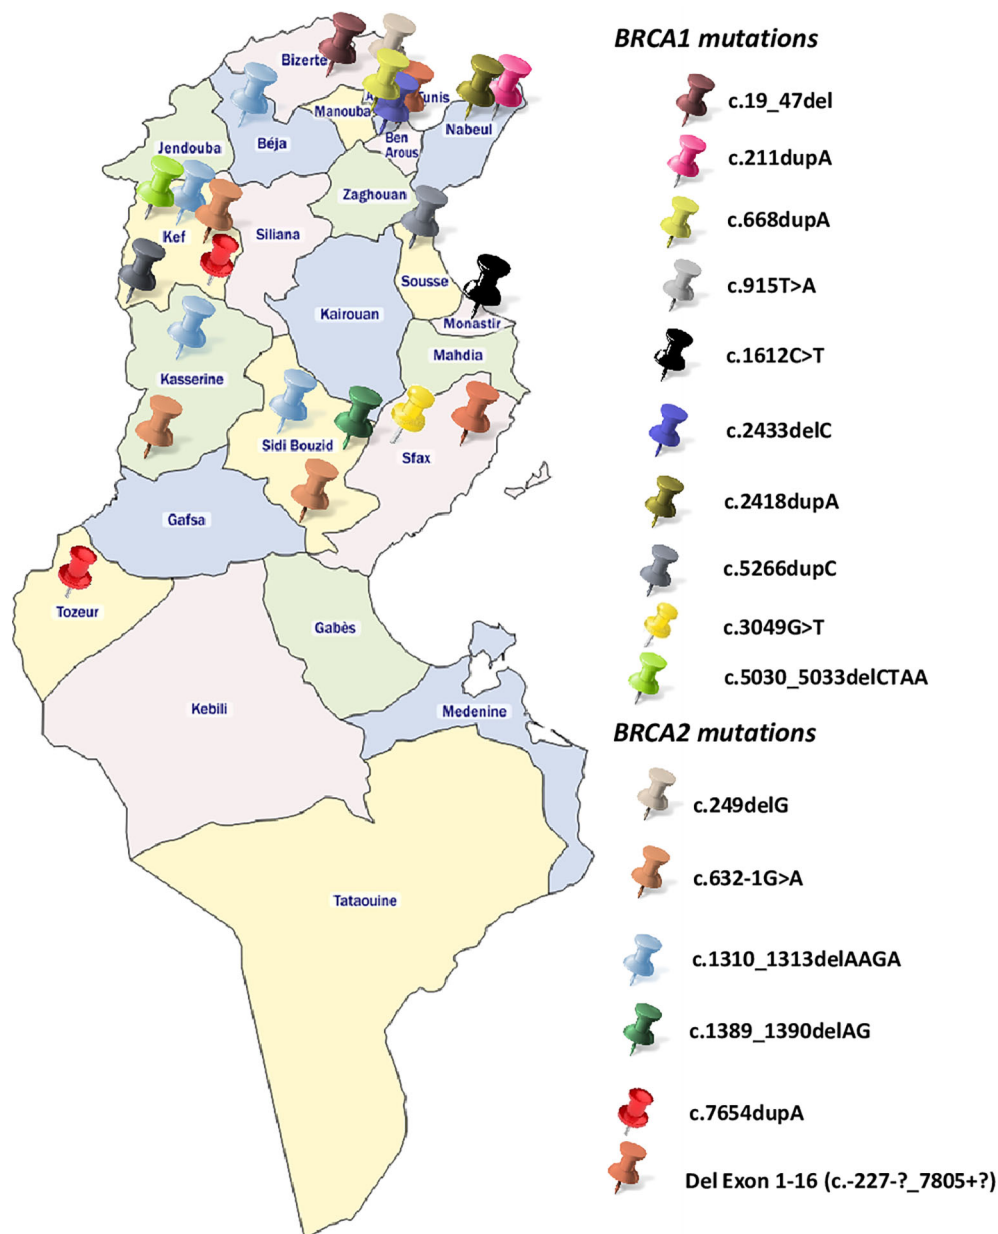 BRCA1 mutations
c.19_47del
c.211dupA
c.668dupA
c.915T>A
c.1612C>T
c.2433delC
c.2418dupA
c.5266dupC
c.3049G>T
c.5030_5033delCTAA
BRCA2 mutations
c.249delG
c.632-1G>A
c.1310_1313delAAGA
c.1389_1390delAG
c.7654dupA
Del Exon 1-16 (c.-227-?_7805+?)
Bizerte
A
Tunis
Manouba
Nabeul
Ben
Arous
Béja
Jendouba
Zaghouan
Kef
Siliana
Sousse
Kairouan
Monastir
Mahdia
Kasserine
Sidi Bouzid
Sfax
Gafsa
Tozeur
Gabès
Kebili
Medenine
Tataouine